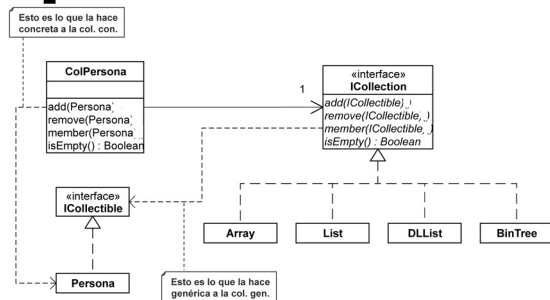 Esto es lo que la hace
concreta a la col. con.
ColPersona
add(Persona)
remove(Persona)
member(Persona)
isEmpty() : Boolean
1
«interface»
ICollection
add(ICollectible, )
remove(ICollectible, )
member(ICollectible, )
isEmpty() : Boolean
«interface»
ICollectible
Array
List
DLList
BinTree
Persona
Esto es lo que la hace
genérica a la col. gen.